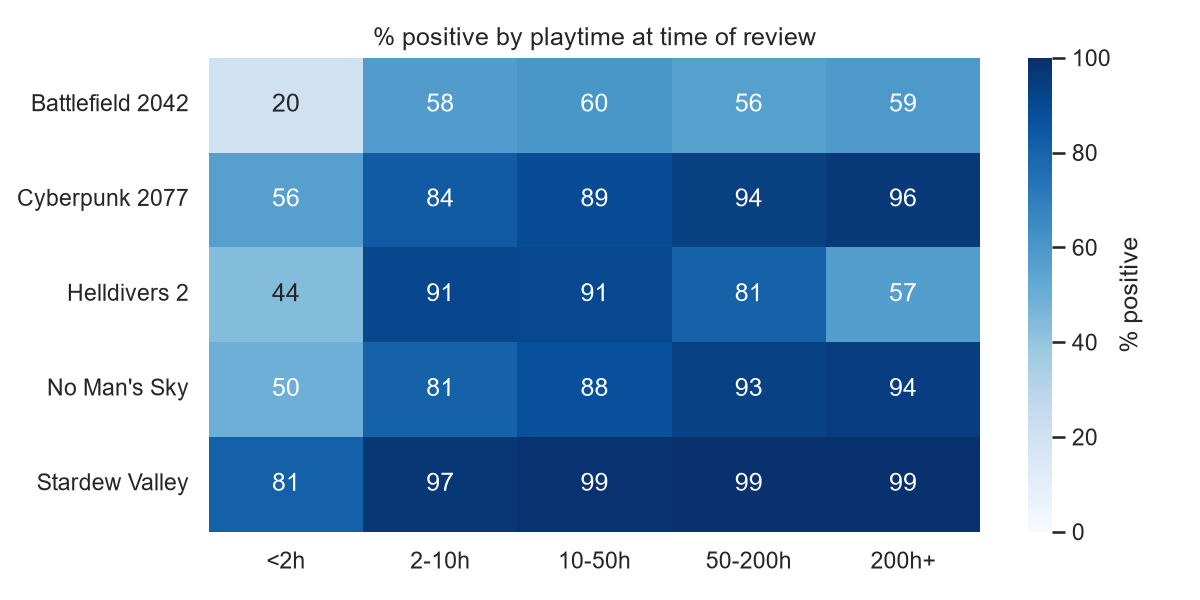 % positive by playtime at time of review
Battlefield 2042 20 58 60 56 59
Cyberpunk 2077 56 84 89 94 96
Helldivers 2 44 91 91 81 57
No Man's Sky 50 81 88 93 94
Stardew Valley 81 97 99 99 99
<2h 2-10h 10-50h 50-200h 200h+
100
80
60
40
20
0
% positive